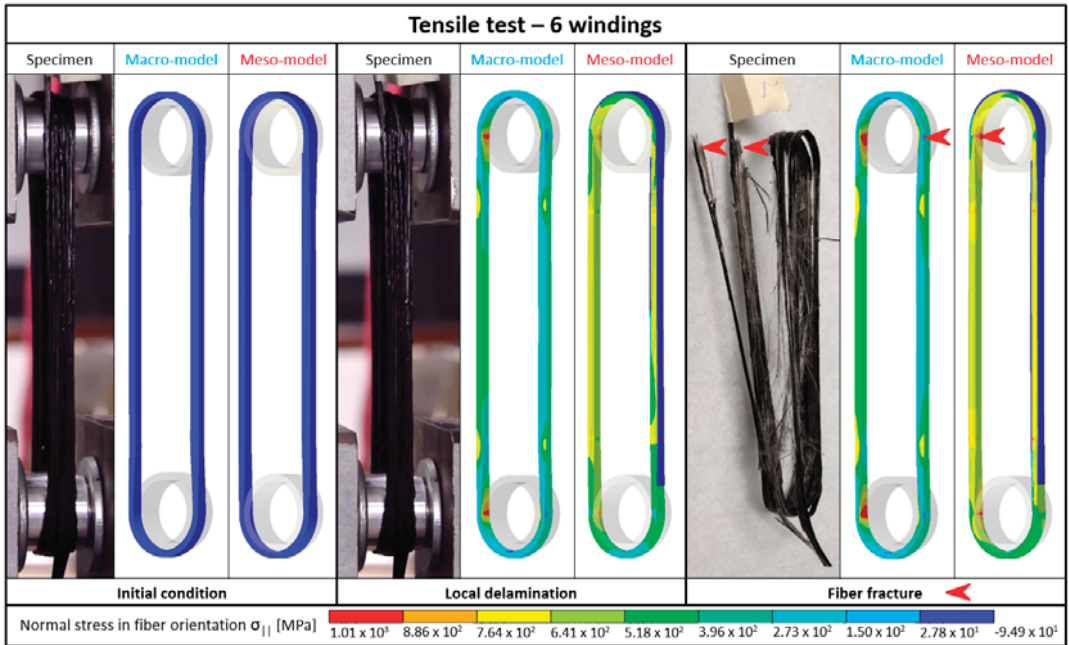 Tensile test – 6 windings
Specimen Macro-model Meso-model Specimen Macro-model Meso-model Specimen Macro-model Meso-model
Initial condition Local delamination Fiber fracture
Normal stress in fiber orientation σ|| [MPa]
1.01 x 10³ 8.86 x 10² 7.64 x 10² 6.41 x 10² 5.18 x 10² 3.96 x 10² 2.73 x 10² 1.50 x 10² 2.78 x 10¹ -9.49 x 10¹